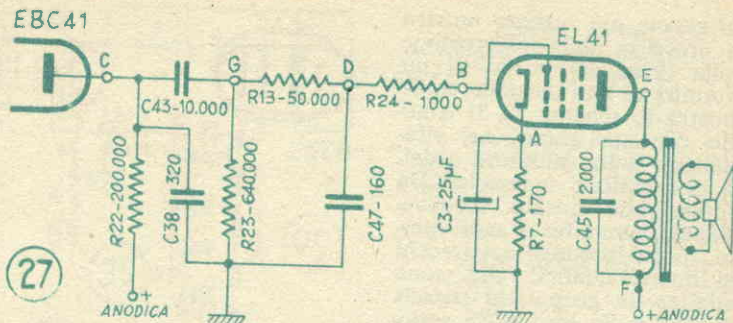 EBC41
EL41
C
G
D
B
E
C43-10.000
R13-50.000
R24-1000
A
R22-200.000
C38 320
R23-640.000
C47-160
C3-25µF
R7-170
C45 2.000
27
F
+
ANODICA
+ANODICA